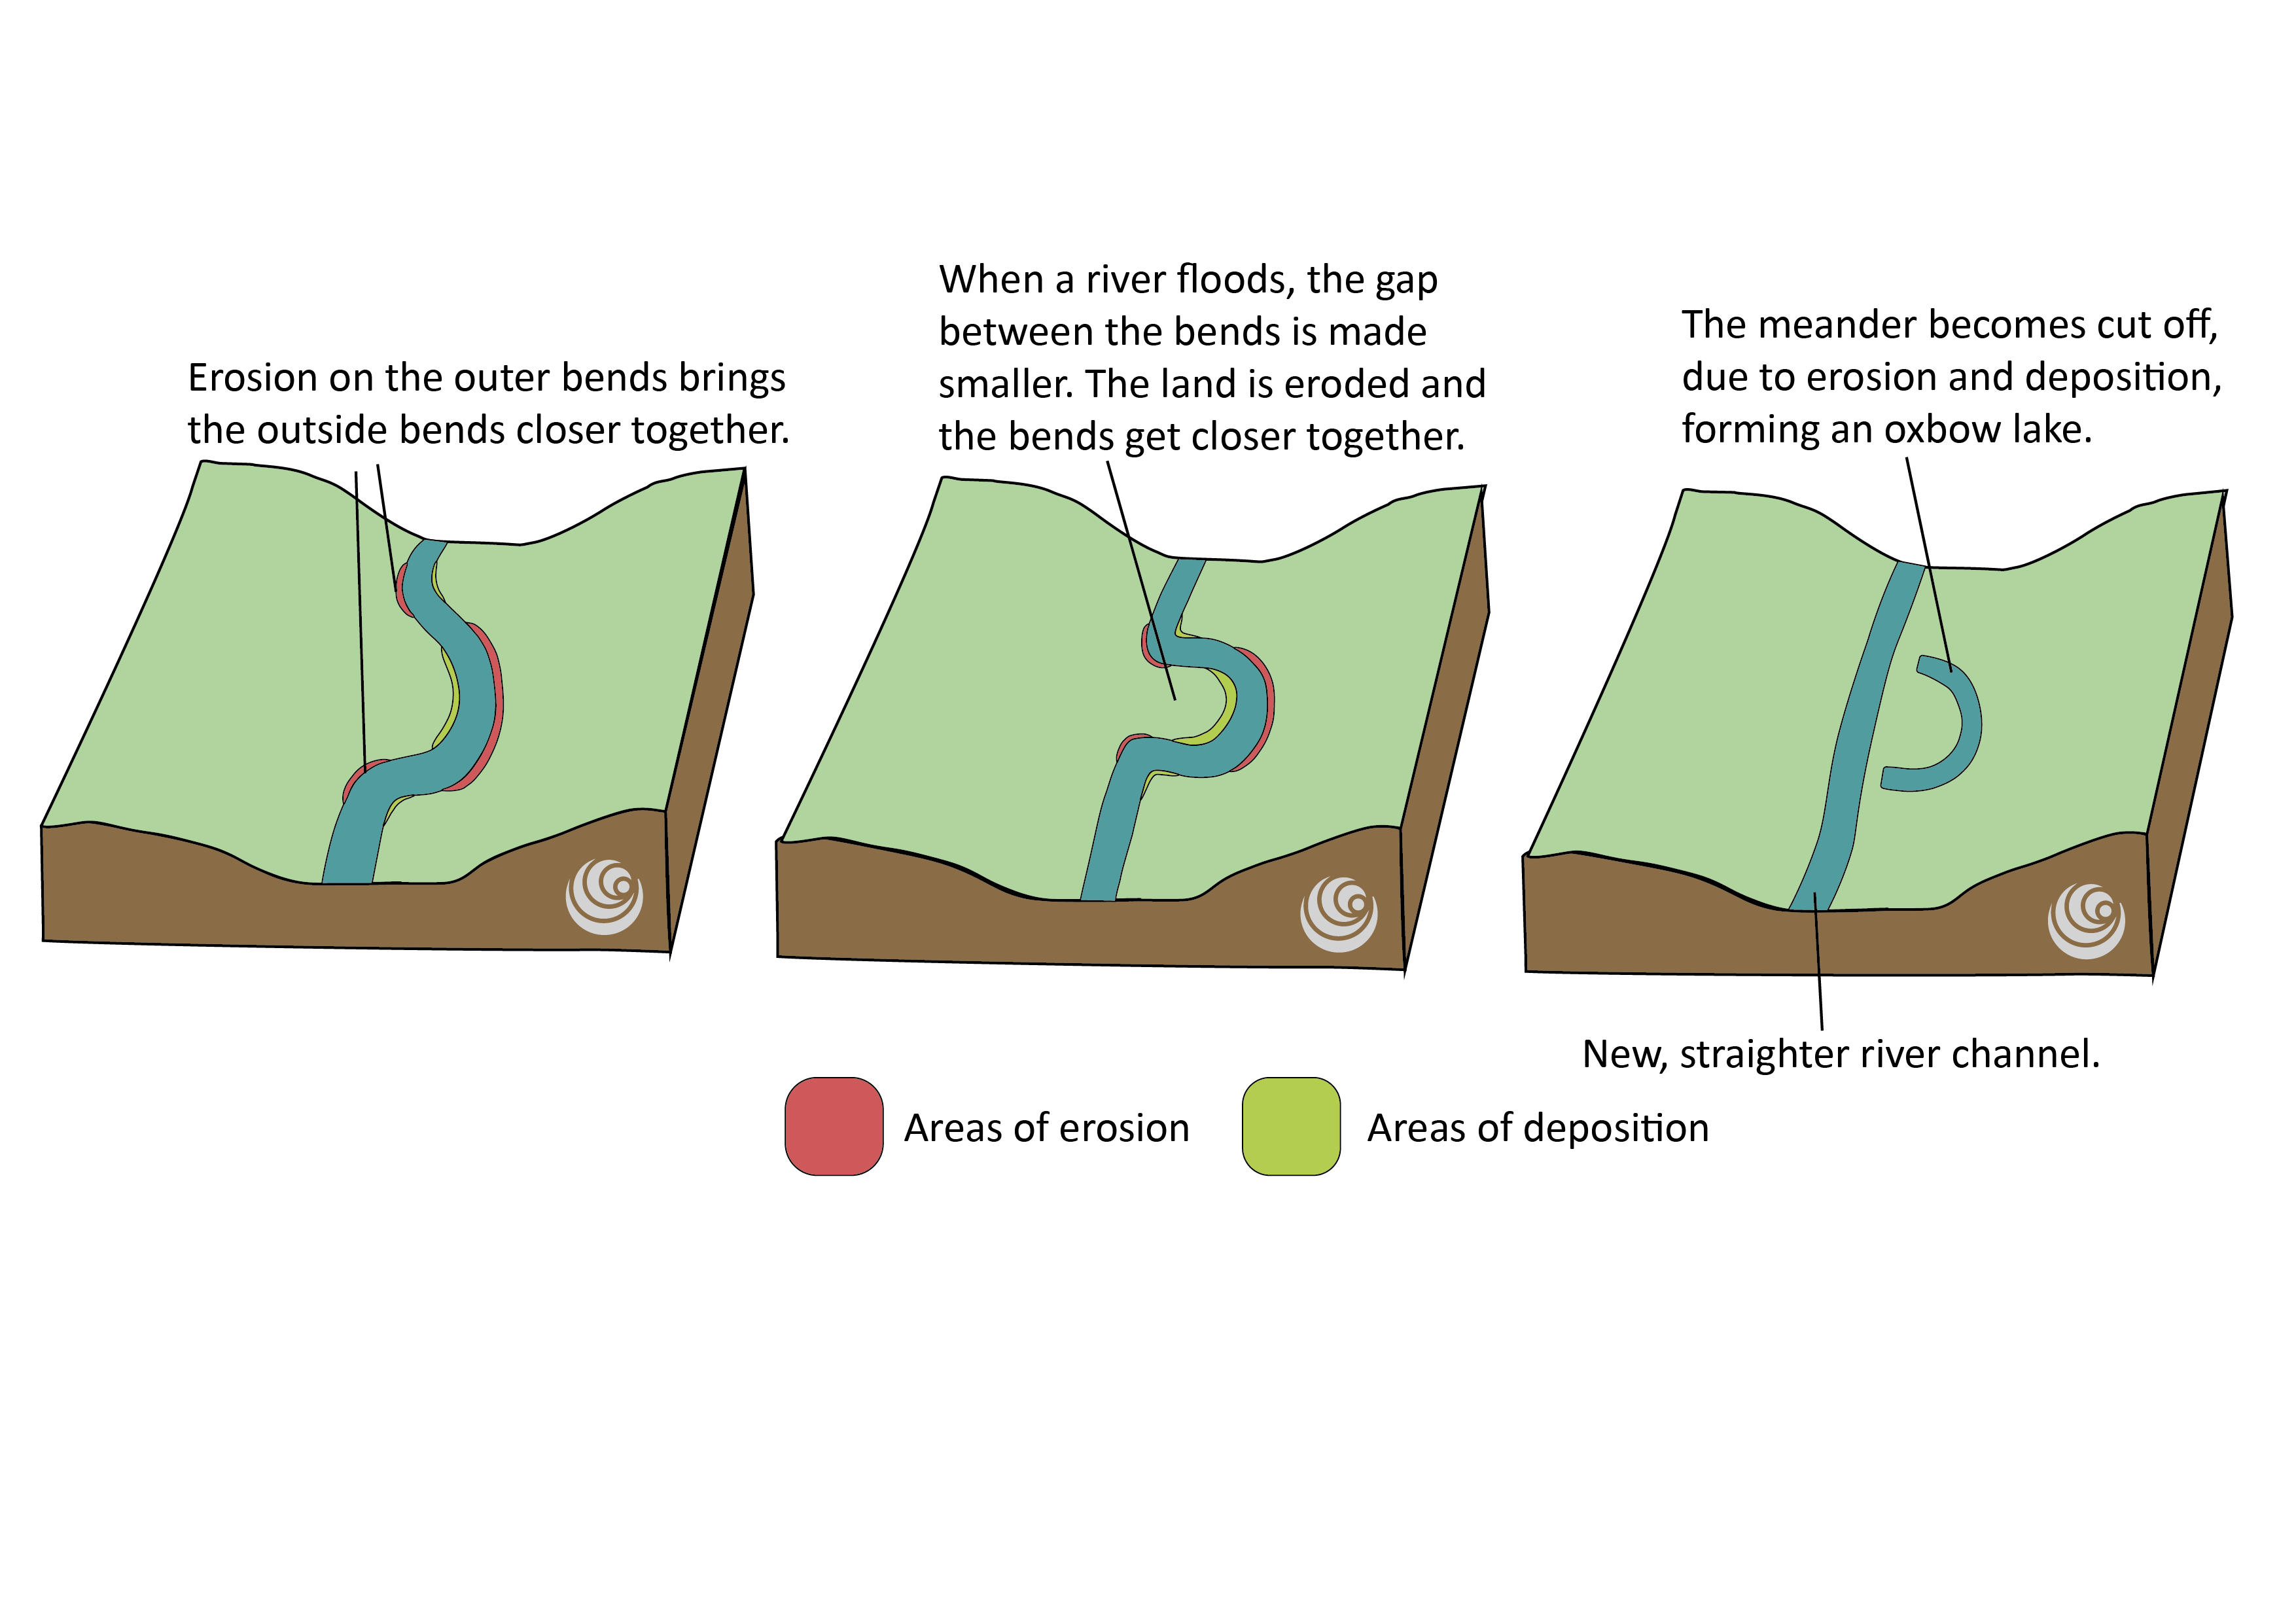 Erosion on the outer bends brings
the outside bends closer together.
When a river floods, the gap
between the bends is made
smaller. The land is eroded and
the bends get closer together.
The meander becomes cut off,
due to erosion and deposition,
forming an oxbow lake.
New, straighter river channel.
Areas of erosion
Areas of deposition